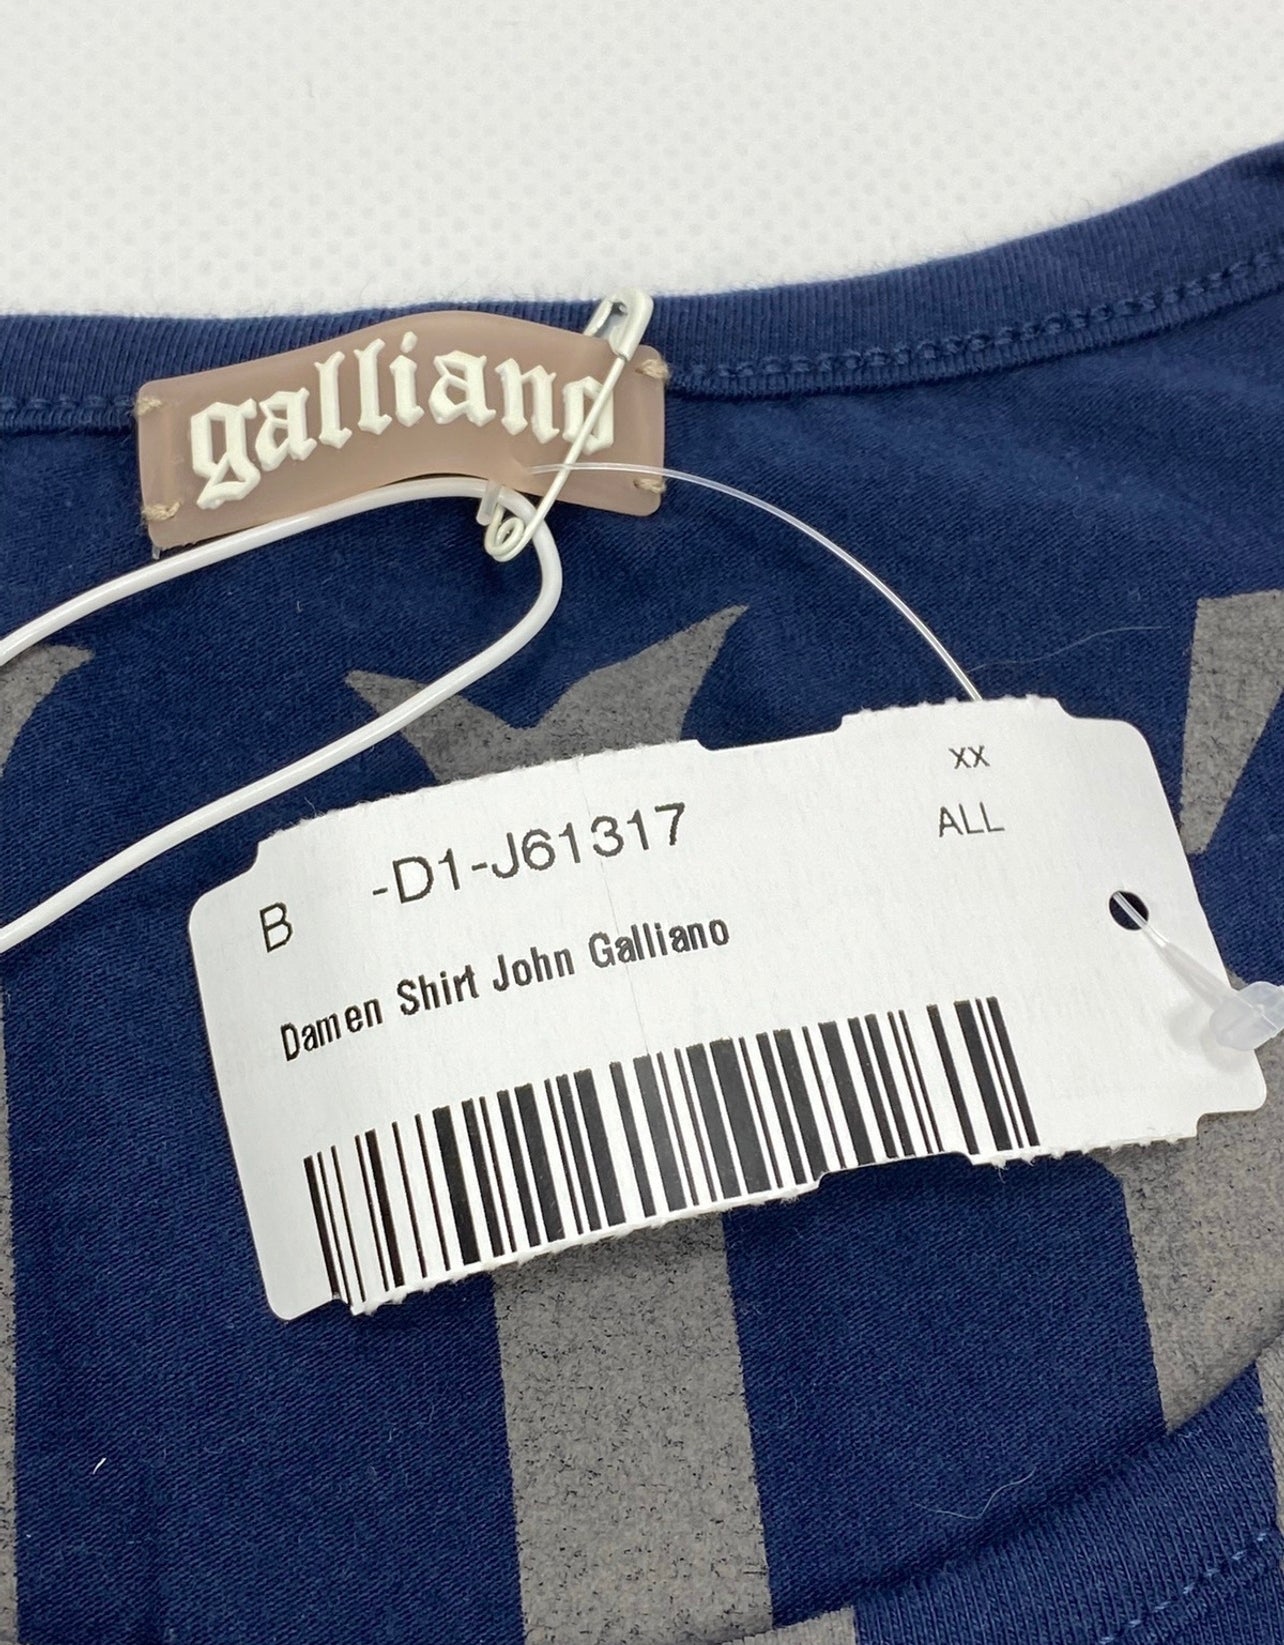 galliano
xx
B -D1-J61317 ALL
Damen Shirt John Galliano